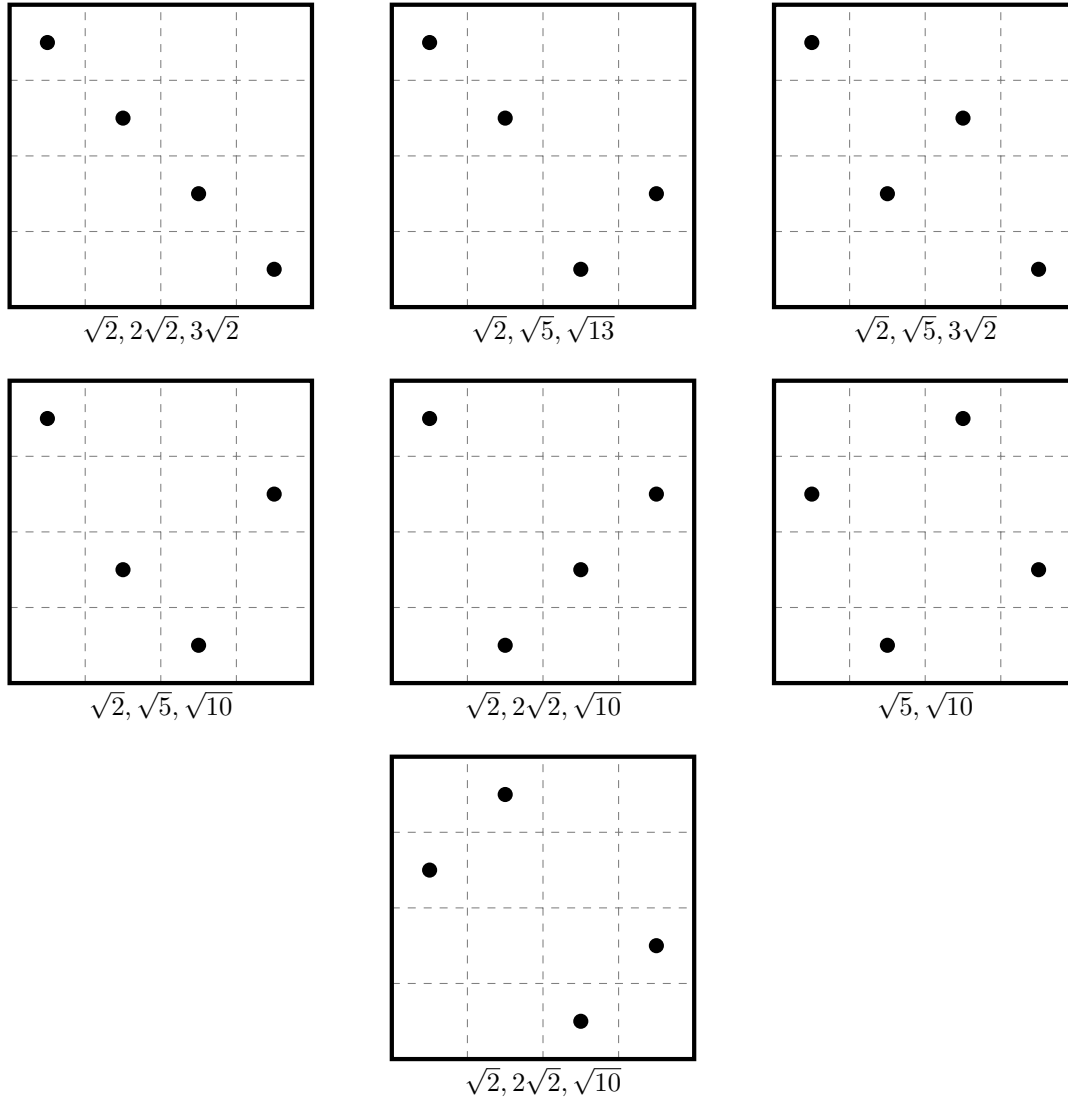 √2, 2√2, 3√2
√2, √5, √13
√2, √5, 3√2
√2, √5, √10
√2, 2√2, √10
√5, √10
√2, 2√2, √10